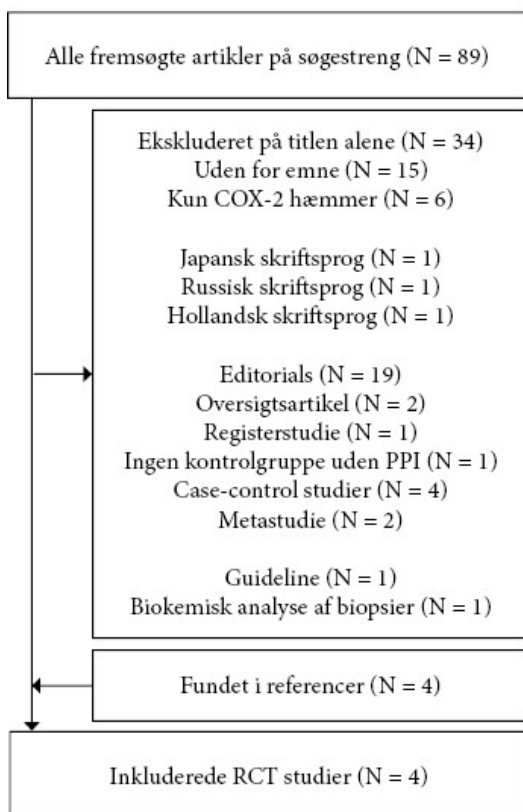 Alle fremsøgte artikler på søgestreng (N = 89)
Ekskluderet på titlen alene (N = 34)
Uden for emne (N = 15)
Kun COX-2 hæmmer (N = 6)
Japansk skriftsprog (N = 1)
Russisk skriftsprog (N = 1)
Hollandsk skriftsprog (N = 1)
Editorials (N = 19)
Oversigtsartikel (N = 2)
Registerstudie (N = 1)
Ingen kontrolgruppe uden PPI (N = 1)
Case-control studier (N = 4)
Metastudie (N = 2)
Guideline (N = 1)
Biokemisk analyse af biopsier (N = 1)
Fundet i referencer (N = 4)
Inkluderede RCT studier (N = 4)